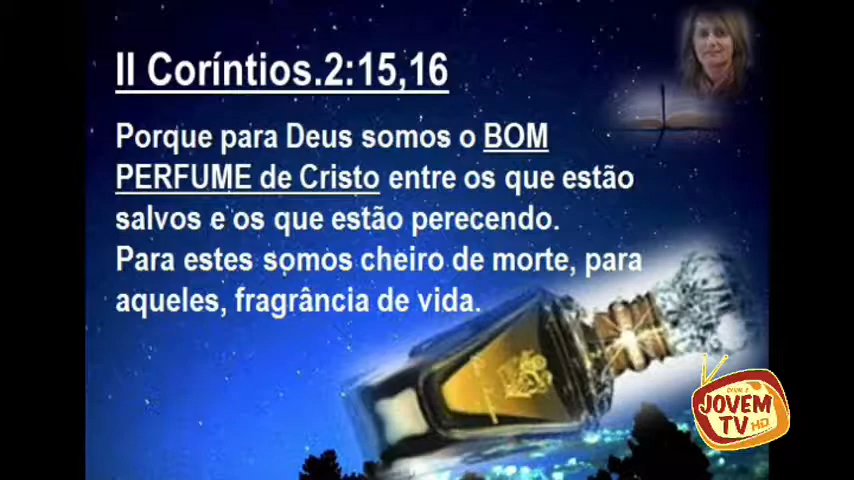 II Coríntios.2:15,16
Porque para Deus somos o BOM
PERFUME de Cristo entre os que estão
salvos e os que estão perecendo.
Para estes somos cheiro de morte, para
aqueles, fragrância de vida.
JOVEM
TV HD